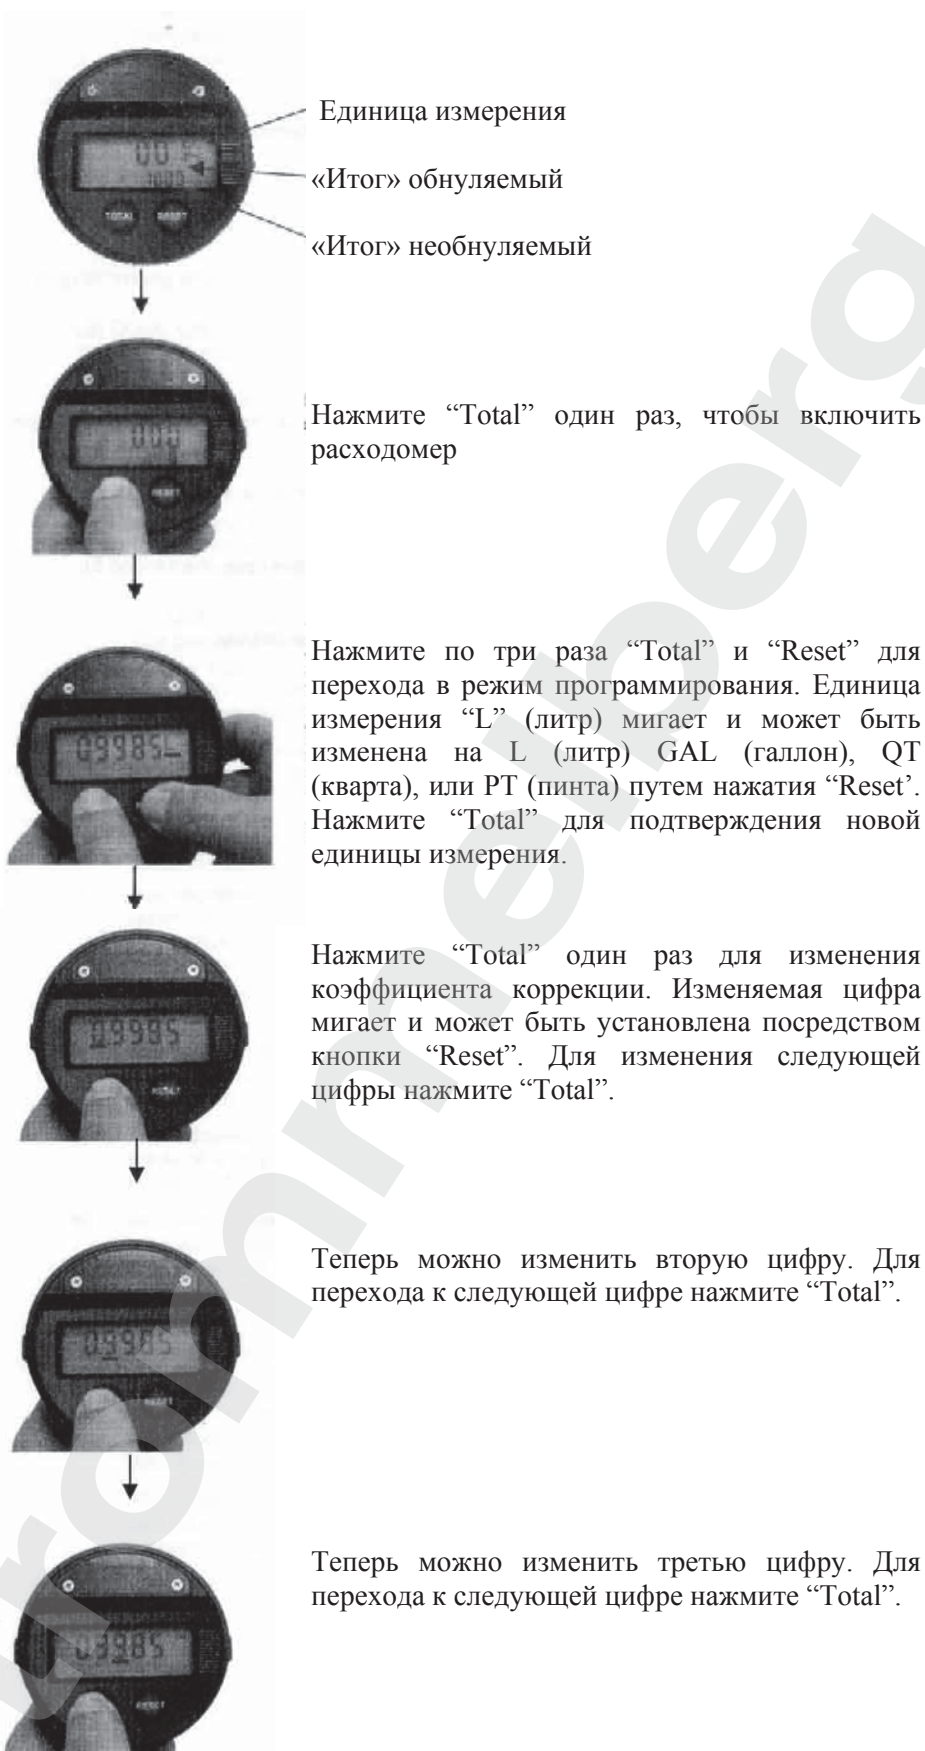 Единица измерения
«Итог» обнуляемый
«Итог» необнуляемый
TOTAL RESET
Нажмите “Total” один раз, чтобы включить
расходомер
RESET
Нажмите по три раза “Total” и “Reset” для
перехода в режим программирования. Единица
измерения “L” (литр) мигает и может быть
изменена на L (литр) GAL (галлон), QT
(кварта), или PT (пинта) путем нажатия “Reset’.
Нажмите “Total” для подтверждения новой
единицы измерения.
09985
Нажмите “Total” один раз для изменения
коэффициента коррекции. Изменяемая цифра
мигает и может быть установлена посредством
кнопки “Reset”. Для изменения следующей
цифры нажмите “Total”.
09985
RESET
Теперь можно изменить вторую цифру. Для
перехода к следующей цифре нажмите “Total”.
09985
RESET
Теперь можно изменить третью цифру. Для
перехода к следующей цифре нажмите “Total”.
09985
RESET